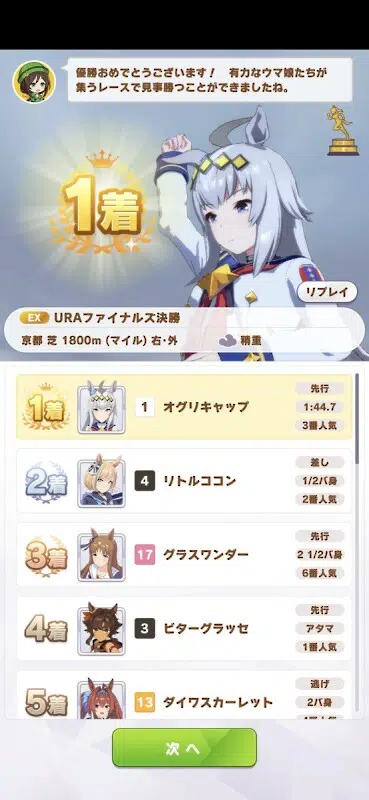 優勝おめでとうございます！　有力なウマ娘たちが
集うレースで見事勝つことができましたね。
1着
リプレイ
EX URAファイナルズ決勝
京都 芝 1800m (マイル) 右・外 稍重
1着 1 オグリキャップ 先行 1:44.7 3番人気
2着 4 リトルココン 差し 1/2バ身 2番人気
3着 17 グラスワンダー 先行 2 1/2バ身 6番人気
4着 3 ビターグラッセ 先行 アタマ 1番人気
5着 13 ダイワスカーレット 逃げ 2バ身
次へ